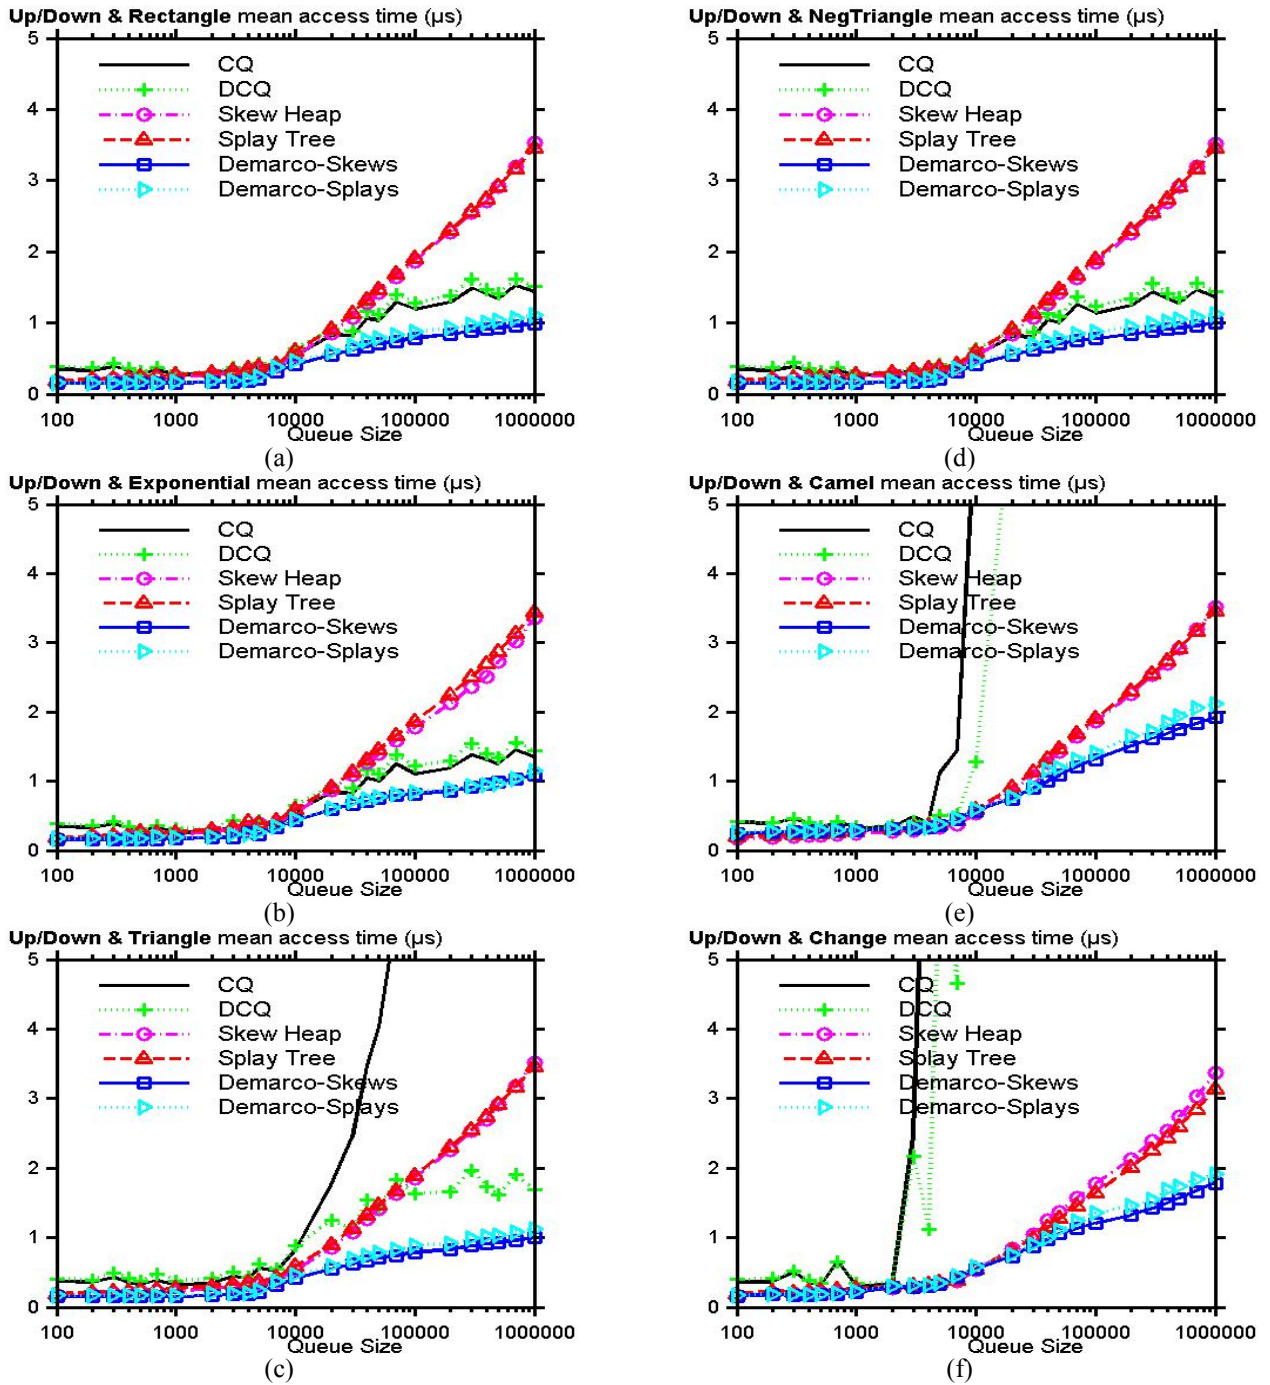 Up/Down & Rectangle mean access time (µs)
5
4
3
2
1
0
CQ
DCQ
Skew Heap
Splay Tree
Demarco-Skews
Demarco-Splays
100 1000 10000 100000 1000000
Queue Size
(a)
Up/Down & NegTriangle mean access time (µs)
5
4
3
2
1
0
CQ
DCQ
Skew Heap
Splay Tree
Demarco-Skews
Demarco-Splays
100 1000 10000 100000 1000000
Queue Size
(d)
Up/Down & Exponential mean access time (µs)
5
4
3
2
1
0
CQ
DCQ
Skew Heap
Splay Tree
Demarco-Skews
Demarco-Splays
100 1000 10000 100000 1000000
Queue Size
(b)
Up/Down & Camel mean access time (µs)
5
4
3
2
1
0
CQ
DCQ
Skew Heap
Splay Tree
Demarco-Skews
Demarco-Splays
100 1000 10000 100000 1000000
Queue Size
(e)
Up/Down & Triangle mean access time (µs)
5
4
3
2
1
0
CQ
DCQ
Skew Heap
Splay Tree
Demarco-Skews
Demarco-Splays
100 1000 10000 100000 1000000
Queue Size
(c)
Up/Down & Change mean access time (µs)
5
4
3
2
1
0
CQ
DCQ
Skew Heap
Splay Tree
Demarco-Skews
Demarco-Splays
100 1000 10000 100000 1000000
Queue Size
(f)